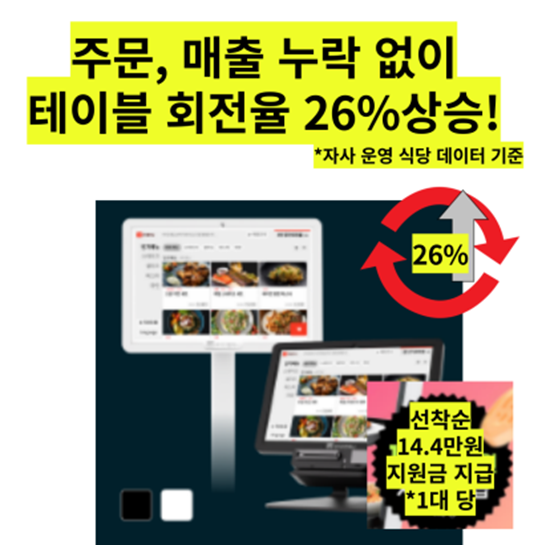 주문, 매출 누락 없이
테이블 회전율 26%상승!
*자사 운영 식당 데이터 기준
26%
선착순
14.4만원
지원금 지급
*1대 당